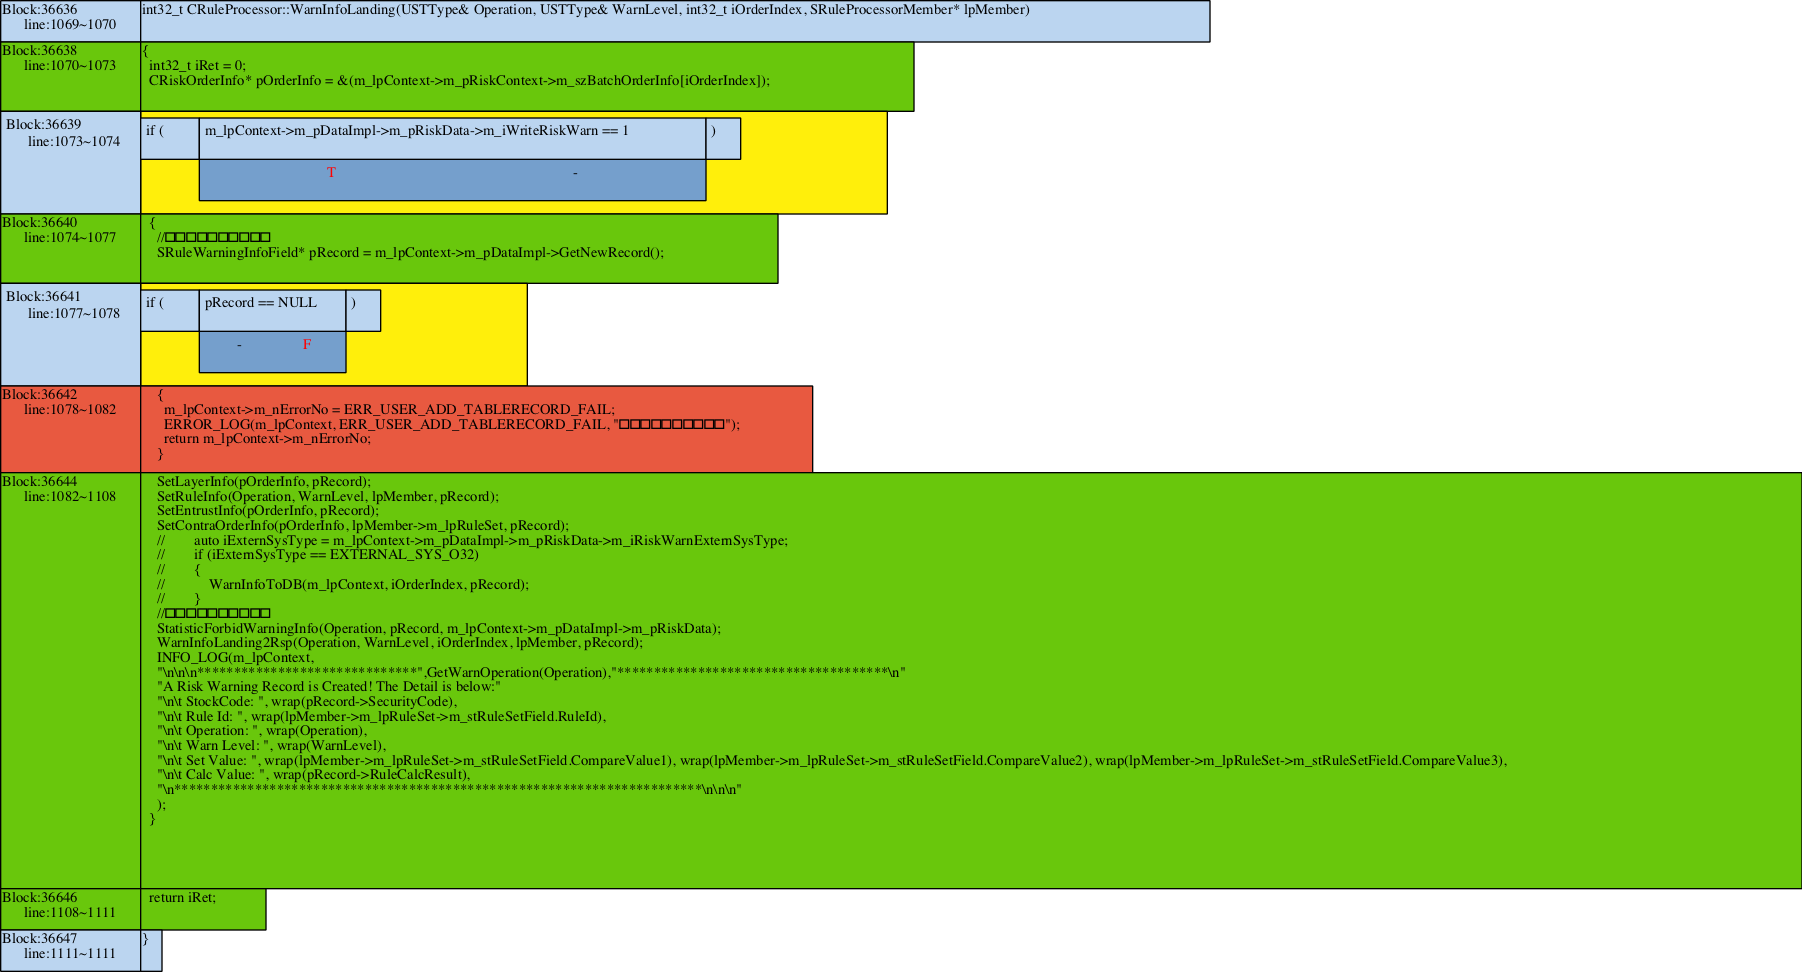 Block:36636
line:1069~1070
int32_t CRuleProcessor::WarnInfoLanding(USTType& Operation, USTType& WarnLevel, int32_t iOrderIndex, SRuleProcessorMember* lpMember)
Block:36638
line:1070~1073
{
int32_t iRet = 0;
CRiskOrderInfo* pOrderInfo = &(m_lpContext->m_pRiskContext->m_szBatchOrderInfo[iOrderIndex]);
Block:36639
line:1073~1074
if ( m_lpContext->m_pDataImpl->m_pRiskData->m_iWriteRiskWarn == 1 )
T -
Block:36640
line:1074~1077
{
//□□□□□□□□□□
SRuleWarningInfoField* pRecord = m_lpContext->m_pDataImpl->GetNewRecord();
Block:36641
line:1077~1078
if ( pRecord == NULL )
- F
Block:36642
line:1078~1082
{
m_lpContext->m_nErrorNo = ERR_USER_ADD_TABLERECORD_FAIL;
ERROR_LOG(m_lpContext, ERR_USER_ADD_TABLERECORD_FAIL, "□□□□□□□□□□");
return m_lpContext->m_nErrorNo;
}
Block:36644
line:1082~1108
SetLayerInfo(pOrderInfo, pRecord);
SetRuleInfo(Operation, WarnLevel, lpMember, pRecord);
SetEntrustInfo(pOrderInfo, pRecord);
SetContraOrderInfo(pOrderInfo, lpMember->m_lpRuleSet, pRecord);
// auto iExternSysType = m_lpContext->m_pDataImpl->m_pRiskData->m_iRiskWarnExternSysType;
// if (iExternSysType == EXTERNAL_SYS_O32)
// {
// WarnInfoToDB(m_lpContext, iOrderIndex, pRecord);
// }
//□□□□□□□□□□
StatisticForbidWarningInfo(Operation, pRecord, m_lpContext->m_pDataImpl->m_pRiskData);
WarnInfoLanding2Rsp(Operation, WarnLevel, iOrderIndex, lpMember, pRecord);
INFO_LOG(m_lpContext,
"\n\n\n******************************",GetWarnOperation(Operation),"*************************************\n"
"A Risk Warning Record is Created! The Detail is below:"
"\n\t StockCode: ", wrap(pRecord->SecurityCode),
"\n\t Rule Id: ", wrap(lpMember->m_lpRuleSet->m_stRuleSetField.RuleId),
"\n\t Operation: ", wrap(Operation),
"\n\t Warn Level: ", wrap(WarnLevel),
"\n\t Set Value: ", wrap(lpMember->m_lpRuleSet->m_stRuleSetField.CompareValue1), wrap(lpMember->m_lpRuleSet->m_stRuleSetField.CompareValue2), wrap(lpMember->m_lpRuleSet->m_stRuleSetField.CompareValue3),
"\n\t Calc Value: ", wrap(pRecord->RuleCalcResult),
"\n************************************************************************\n\n\n"
);
}
Block:36646
line:1108~1111
return iRet;
Block:36647
line:1111~1111
}